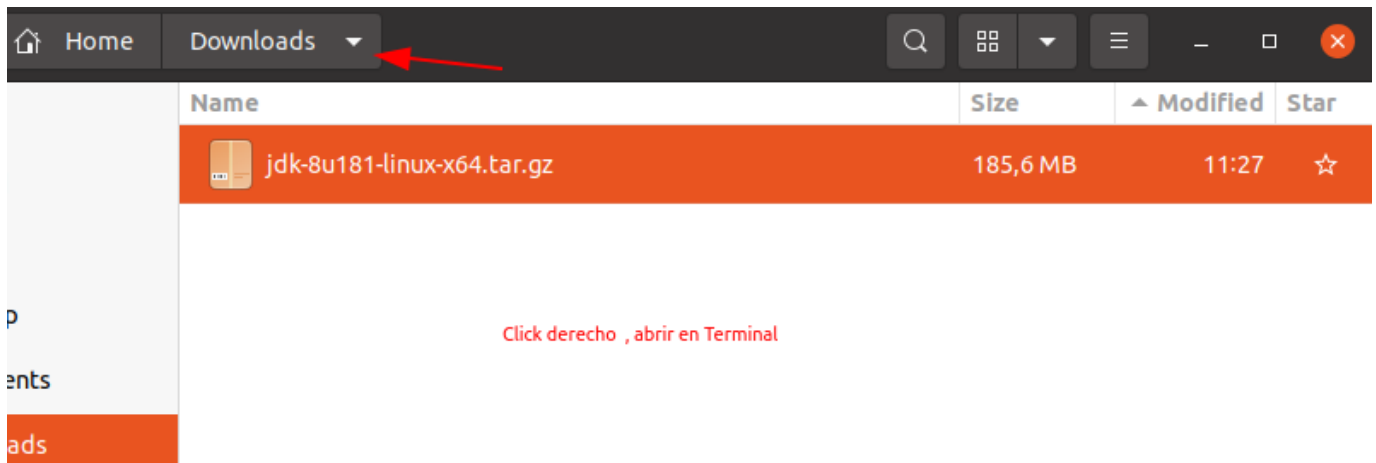 Home Downloads
Name Size Modified Star
jdk-8u181-linux-x64.tar.gz 185,6 MB 11:27
p
Click derecho , abrir en Terminal
ents
ads